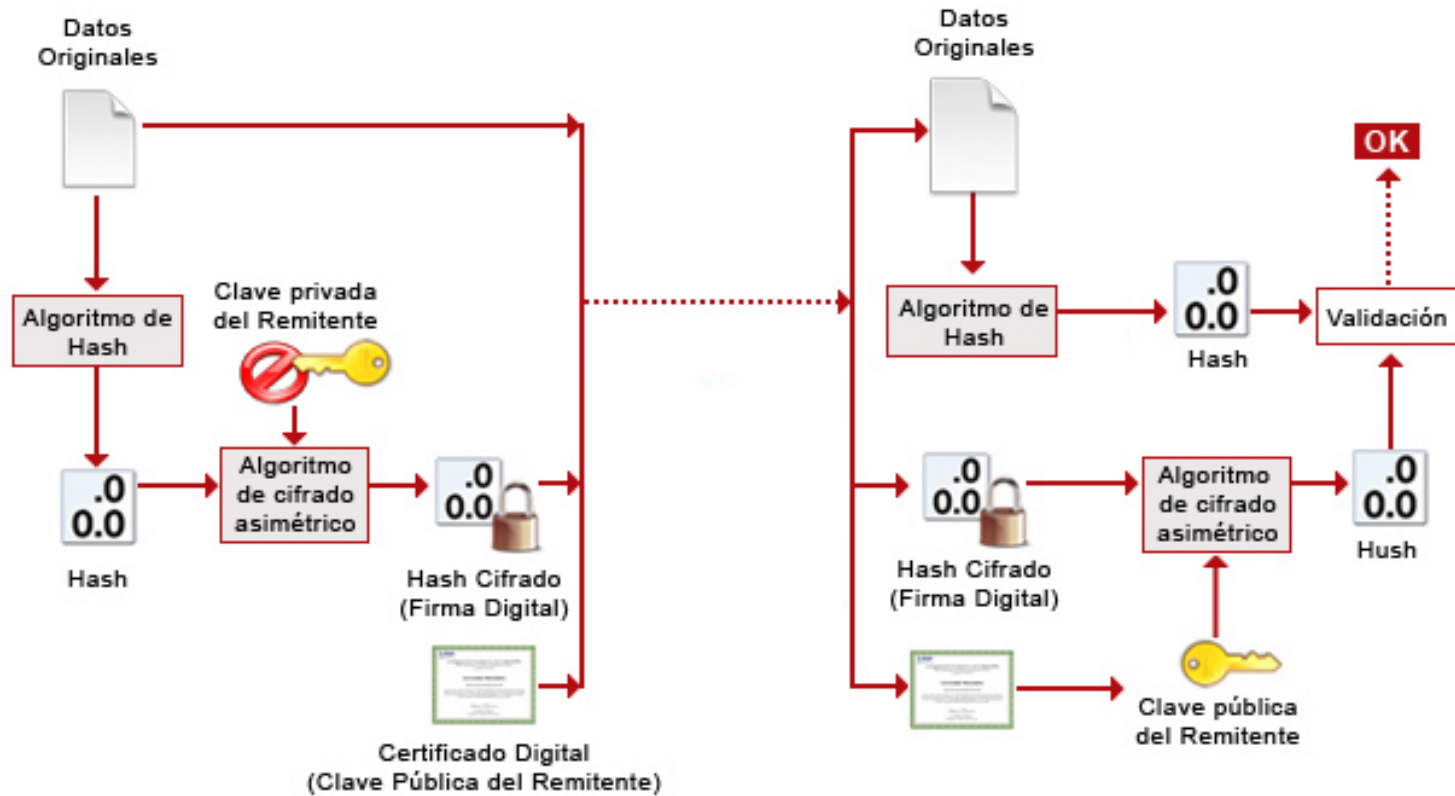 Datos
Originales
Algoritmo de
Hash
Clave privada
del Remitente
.0
0.0
Hash
Algoritmo
de cifrado
asimétrico
.0
0.0
Hash Cifrado
(Firma Digital)
Certificado Digital
(Clave Pública del Remitente)
Datos
Originales
Algoritmo de
Hash
.0
0.0
Hash
Validación
OK
.0
0.0
Hash Cifrado
(Firma Digital)
Algoritmo
de cifrado
asimétrico
.0
0.0
Hush
Clave pública
del Remitente